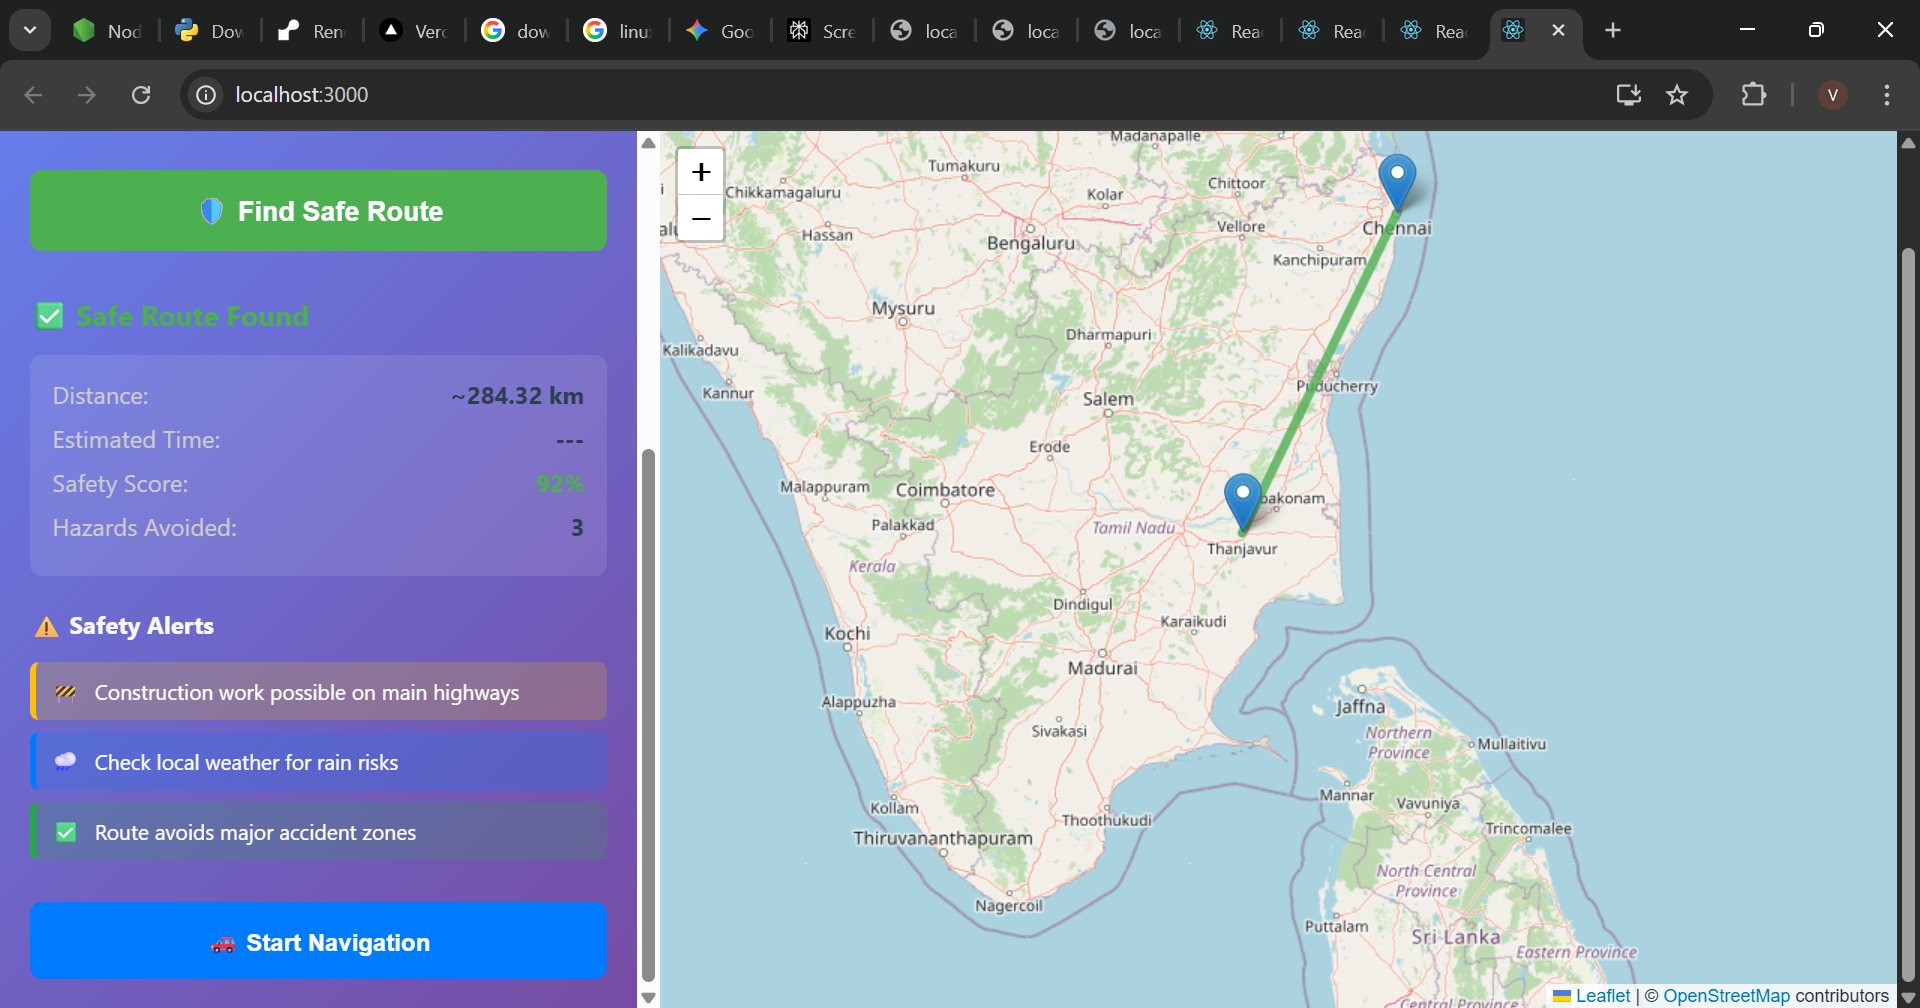 Nod
Dow
Ren
Verc
dow
linu
Goo
Scre
loca
loca
loca
Rea
Rea
Rea
localhost:3000
V
Find Safe Route
Safe Route Found
Distance: ~284.32 km
Estimated Time: ---
Safety Score: 92%
Hazards Avoided: 3
Safety Alerts
Construction work possible on main highways
Check local weather for rain risks
Route avoids major accident zones
Start Navigation
+
−
Madanapalle
Tumakuru
Chikkamagaluru
Kolar
Chittoor
Hassan
Bengaluru
Vellore
Chennai
Kanchipuram
Mysuru
Dharmapuri
Kalikadavu
Kannur
Puducherry
Salem
Erode
Malappuram
Coimbatore
bakonam
Palakkad
Tamil Nadu
Thanjavur
Kerala
Dindigul
Karaikudi
Kochi
Madurai
Alappuzha
Sivakasi
Jaffna
Northern
Province
Mullaitivu
Kollam
Thoothukudi
Mannar
Vavuniya
Thiruvananthapuram
Trincomalee
North Central
Province
Nagercoil
Puttalam
Sri Lanka
Eastern Province
Central Province
Leaflet | © OpenStreetMap contributors